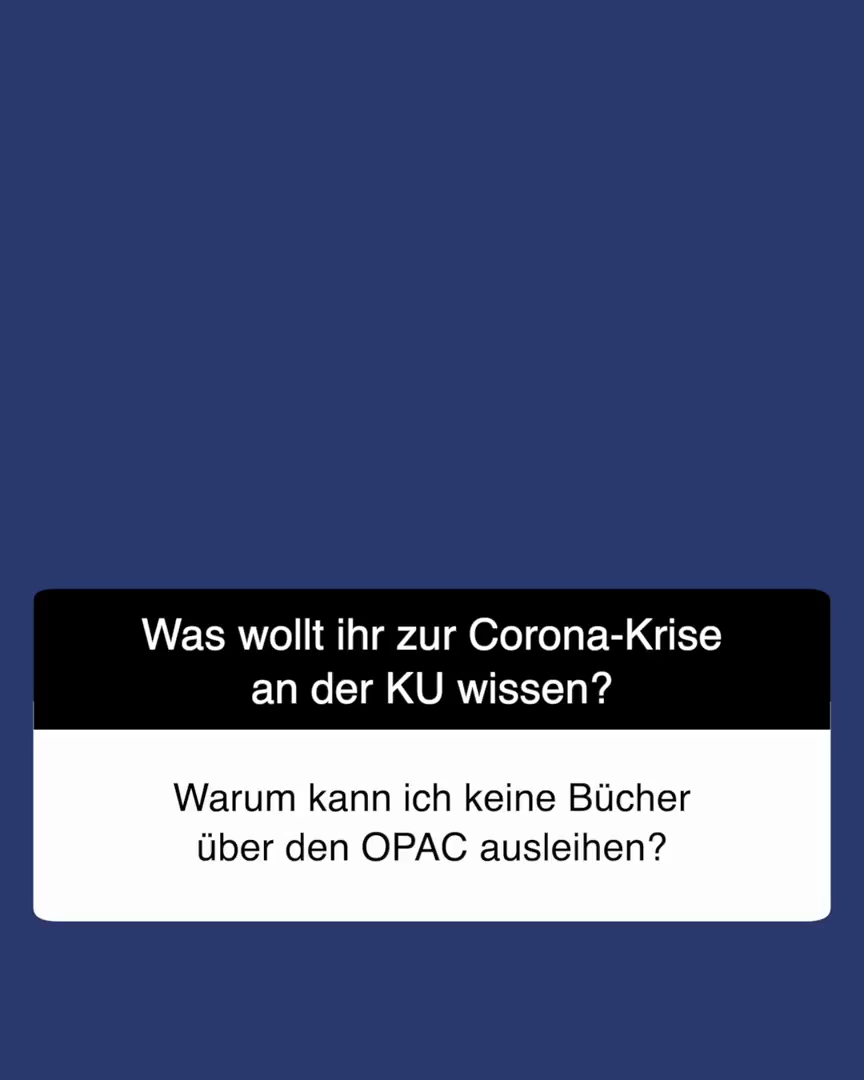 Was wollt ihr zur Corona-Krise
an der KU wissen?
Warum kann ich keine Bücher
über den OPAC ausleihen?